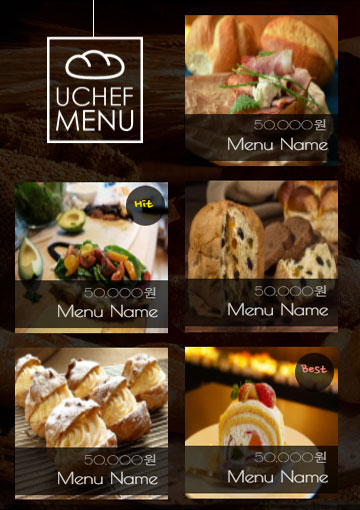 UCHEF
MENU
50,000원
Menu Name
Hit
50,000원
Menu Name
50,000원
Menu Name
50,000원
Menu Name
Best
50,000원
Menu Name